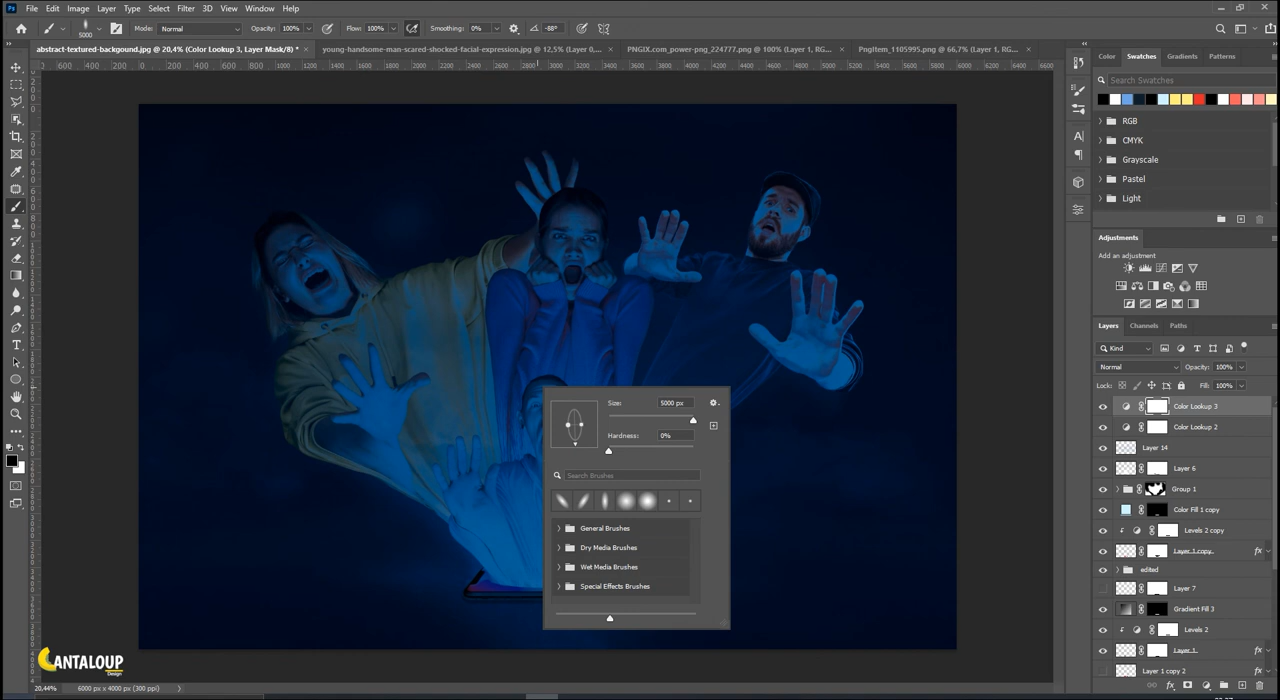 Ps File Edit Image Layer Type Select Filter 3D View Window Help
5000 Mode: Normal Opacity: 100% Flow: 100% Smoothing: 0% -88°
abstract-textured-backgound.jpg @ 20,4% (Color Lookup 3, Layer Mask/8) * × young-handsome-man-scared-shocked-facial-expression.jpg @ 12,5% (Layer 0,... × PNGIX.com_power-png_224777.png @ 100% (Layer 1, RG... × PngItem_1105995.png @ 66,7% (Layer 1, RG... ×
Color Swatches Gradients Patterns
Search Swatches
RGB
CMYK
Grayscale
Pastel
Light
Adjustments
Add an adjustment
Layers Channels Paths
Kind
Normal Opacity: 100%
Lock: Fill: 100%
Color Lookup 3
Color Lookup 2
Layer 14
Layer 6
Group 1
Color Fill 1 copy
Levels 2 copy
Layer 1 copy fx
edited
Layer 7
Gradient Fill 3
Levels 2
Layer 1 fx
Layer 1 copy 2
Size: 5000 px
Hardness: 0%
Search Brushes
General Brushes
Dry Media Brushes
Wet Media Brushes
Special Effects Brushes
CANTALOUP
Design
20,44% 6000 px x 4000 px (300 ppi)